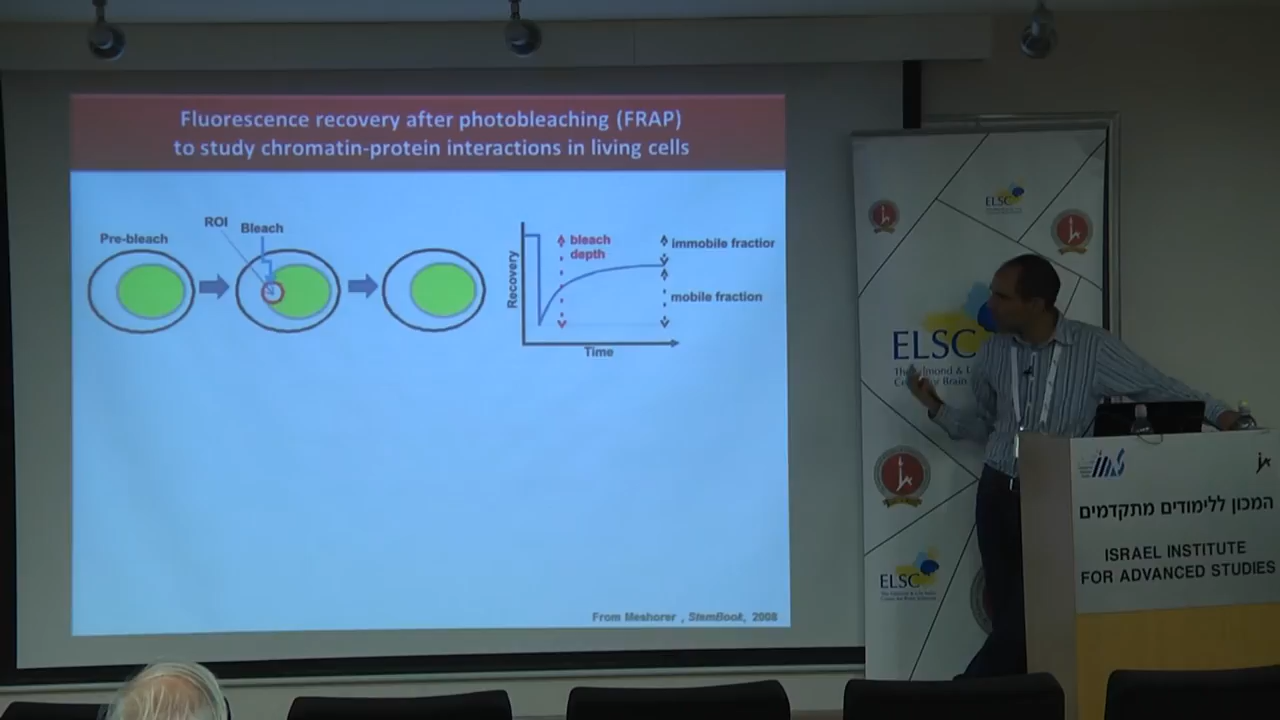 Fluorescence recovery after photobleaching (FRAP)
to study chromatin-protein interactions in living cells
Pre-bleach
ROI
Bleach
Recovery
bleach
depth
immobile fraction
mobile fraction
Time
From Meshorer , StemBook, 2008
ELSC
ELSC
ELSC
המכון ללימודים מתקדמים
ISRAEL INSTITUTE
FOR ADVANCED STUDIES